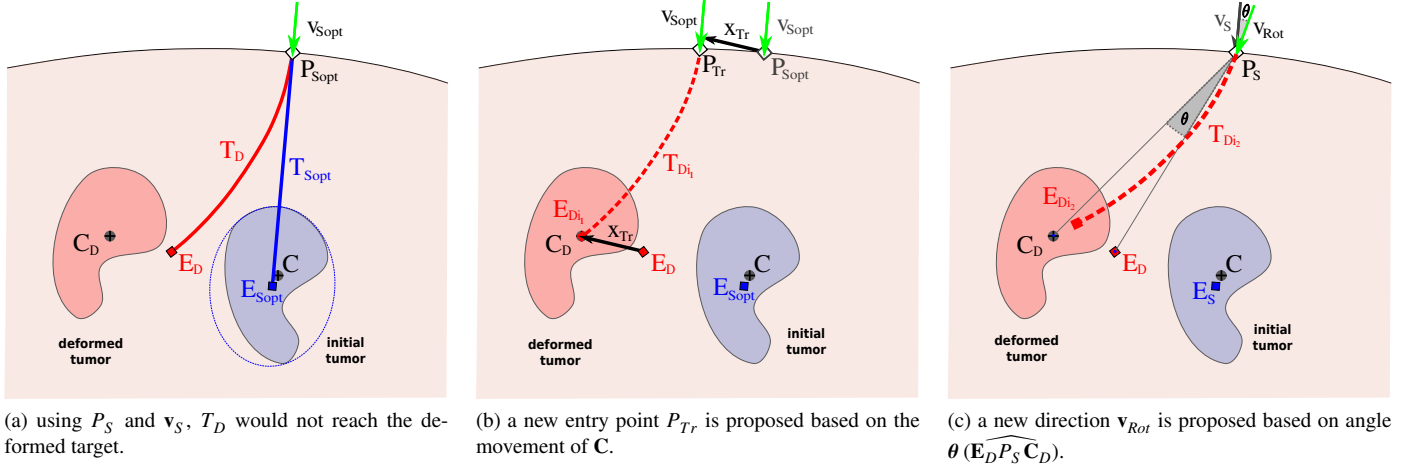 v_Sopt
P_Sopt
T_D
T_Sopt
C_D
E_D
C
E_Sopt
deformed
tumor
initial
tumor
v_Sopt
x_Tr
v_Sopt
P_Tr
P_Sopt
T_Di₁
E_Di₁
C_D
x_Tr
E_D
C
E_Sopt
deformed
tumor
initial
tumor
θ
v_S
v_Rot
P_S
θ
T_Di₂
E_Di₂
C_D
E_D
C
E_S
deformed
tumor
initial
tumor
(a) using P_S and v_S, T_D would not reach the de-
formed target.
(b) a new entry point P_Tr is proposed based on the
movement of C.
(c) a new direction v_Rot is proposed based on angle
θ (E_D P_S C_D).